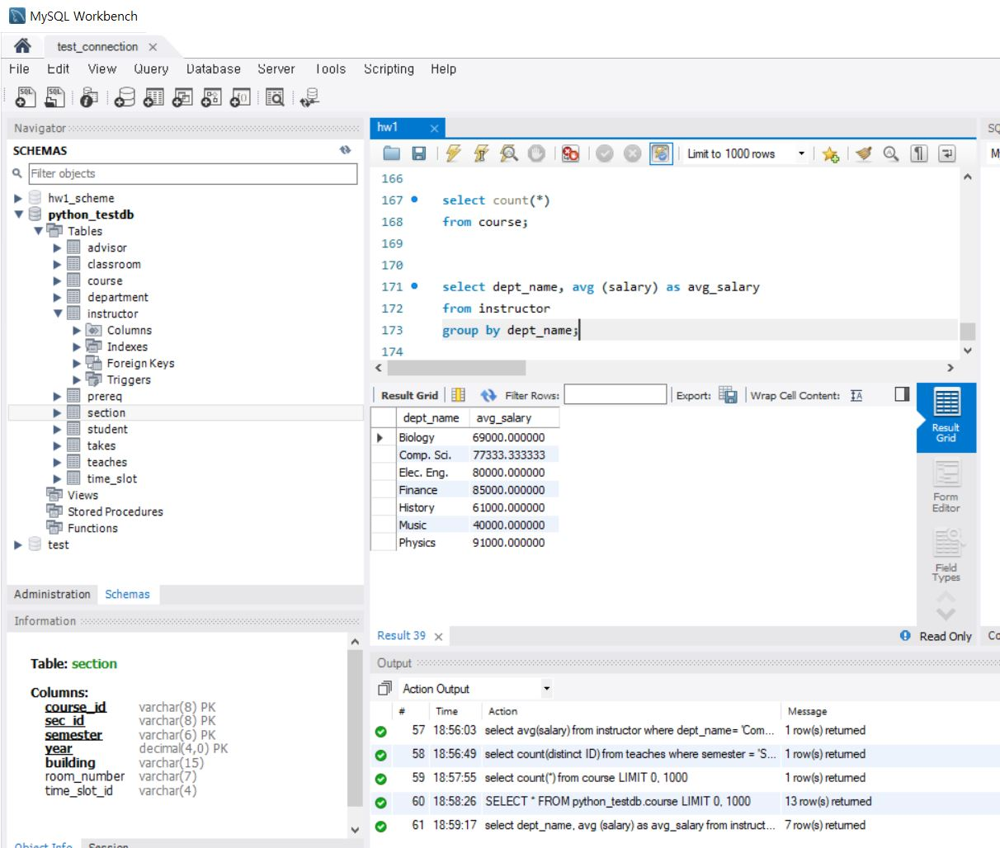 MySQL Workbench
test_connection
File Edit View Query Database Server Tools Scripting Help
Navigator
SCHEMAS
Filter objects
hw1_scheme
python_testdb
Tables
advisor
classroom
course
department
instructor
Columns
Indexes
Foreign Keys
Triggers
prereq
section
student
takes
teaches
time_slot
Views
Stored Procedures
Functions
test
Administration Schemas
Information
Table: section
Columns:
course_id varchar(8) PK
sec_id varchar(8) PK
semester varchar(6) PK
year decimal(4,0) PK
building varchar(15)
room_number varchar(7)
time_slot_id varchar(4)
Object Info Session
hw1
Limit to 1000 rows
166
167 select count(*)
168 from course;
169
170
171 select dept_name, avg (salary) as avg_salary
172 from instructor
173 group by dept_name;
174
Result Grid Filter Rows: Export: Wrap Cell Content:
dept_name avg_salary
Biology 69000.000000
Comp. Sci. 77333.333333
Elec. Eng. 80000.000000
Finance 85000.000000
History 61000.000000
Music 40000.000000
Physics 91000.000000
Result
Grid
Form
Editor
Field
Types
Result 39 Read Only
Output
Action Output
# Time Action Message
57 18:56:03 select avg(salary) from instructor where dept_name= 'Com... 1 row(s) returned
58 18:56:49 select count(distinct ID) from teaches where semester = 'S... 1 row(s) returned
59 18:57:55 select count(*) from course LIMIT 0, 1000 1 row(s) returned
60 18:58:26 SELECT * FROM python_testdb.course LIMIT 0, 1000 13 row(s) returned
61 18:59:17 select dept_name, avg (salary) as avg_salary from instruct... 7 row(s) returned